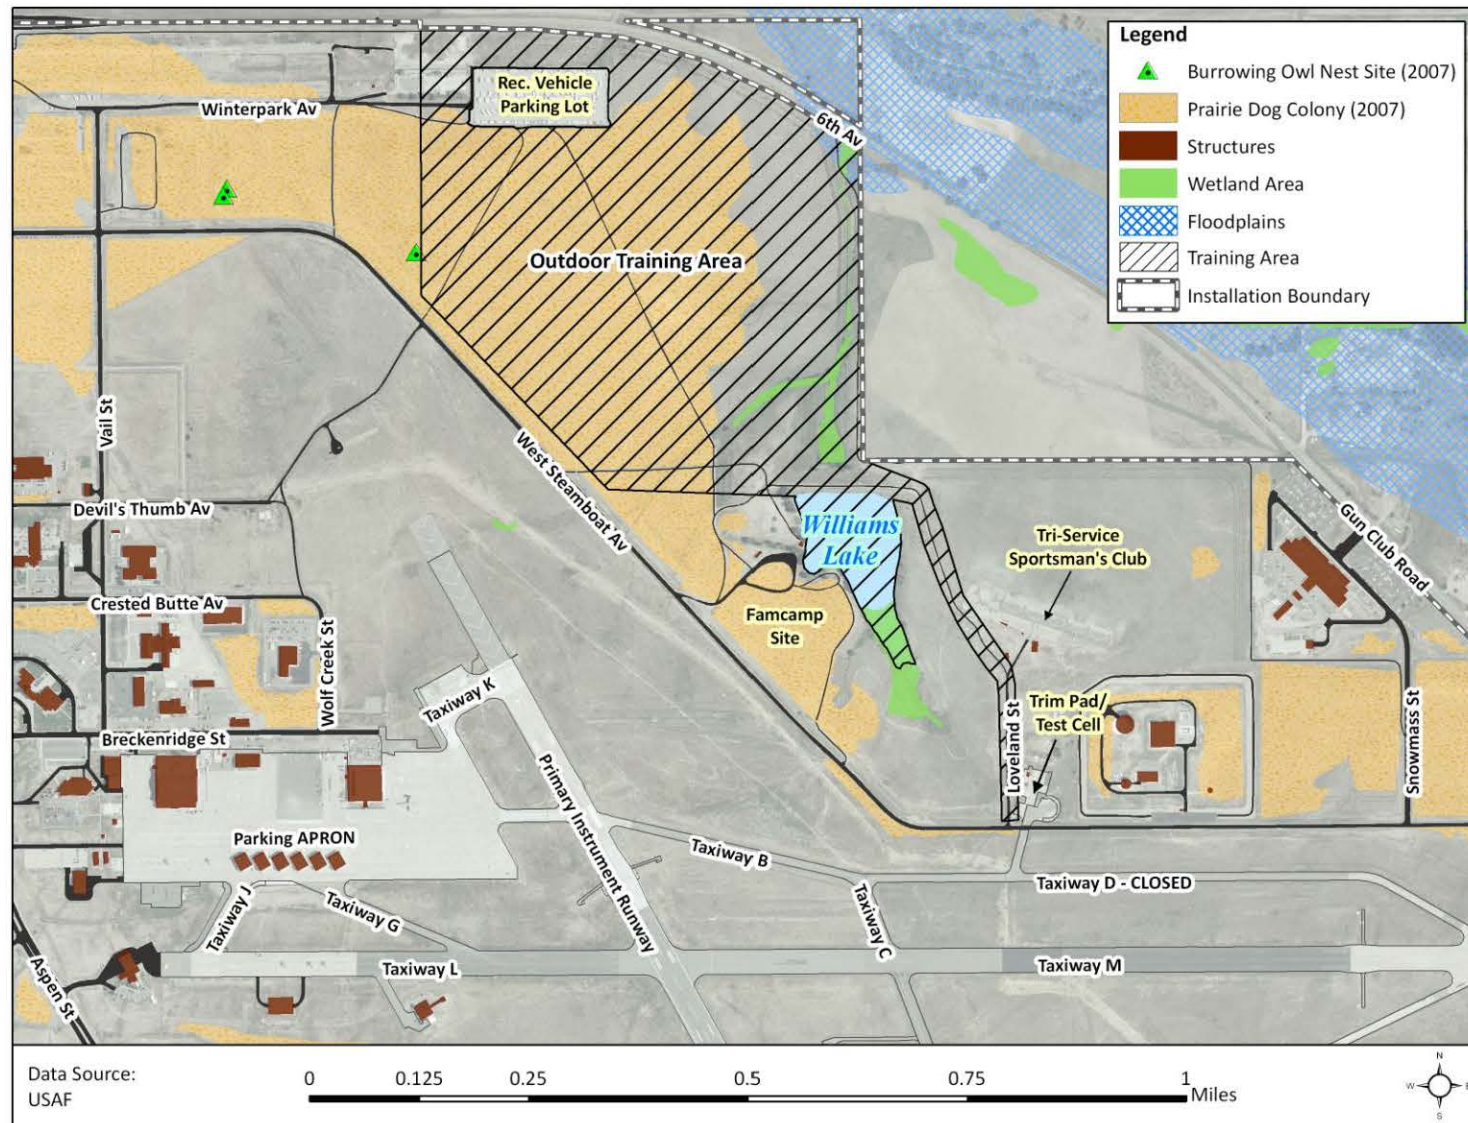 Legend
Burrowing Owl Nest Site (2007)
Prairie Dog Colony (2007)
Structures
Wetland Area
Floodplains
Training Area
Installation Boundary
Rec. Vehicle
Parking Lot
Winterpark Av
6th Av
Outdoor Training Area
Vail St
West Steamboat Av
Devil's Thumb Av
Williams
Lake
Tri-Service
Sportsman's Club
Gun Club Road
Crested Butte Av
Famcamp
Site
Wolf Creek St
Taxiway K
Trim Pad/
Test Cell
Loveland St
Snowmass St
Breckenridge St
Primary Instrument Runway
Parking APRON
Taxiway B
Taxiway D - CLOSED
Taxiway J
Taxiway G
Taxiway C
Taxiway L
Taxiway M
Aspen St
Data Source:
USAF
0 0.125 0.25 0.5 0.75 1
Miles
N
W E
S